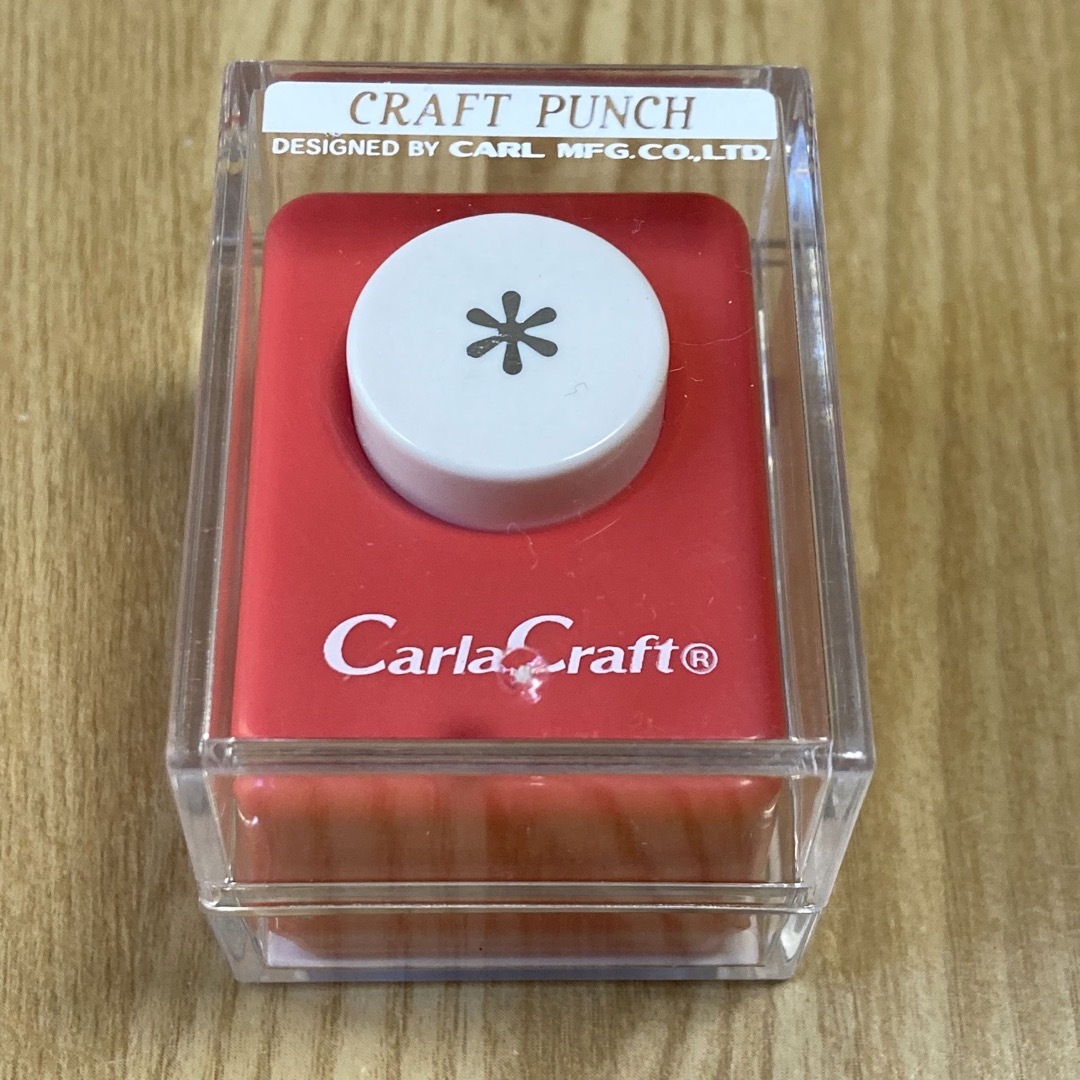 CRAFT PUNCH
DESIGNED BY CARL MFG.CO.,LTD.
CarlaCraft®